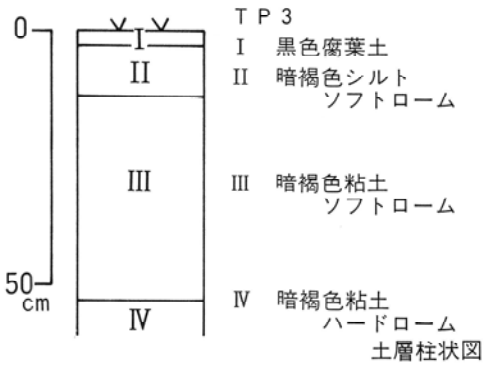 TP3
0
Ⅰ
Ⅰ 黒色腐葉土
Ⅱ
Ⅱ 暗褐色シルト
ソフトローム
Ⅲ
Ⅲ 暗褐色粘土
ソフトローム
50
cm
Ⅳ
Ⅳ 暗褐色粘土
ハードローム
土層柱状図